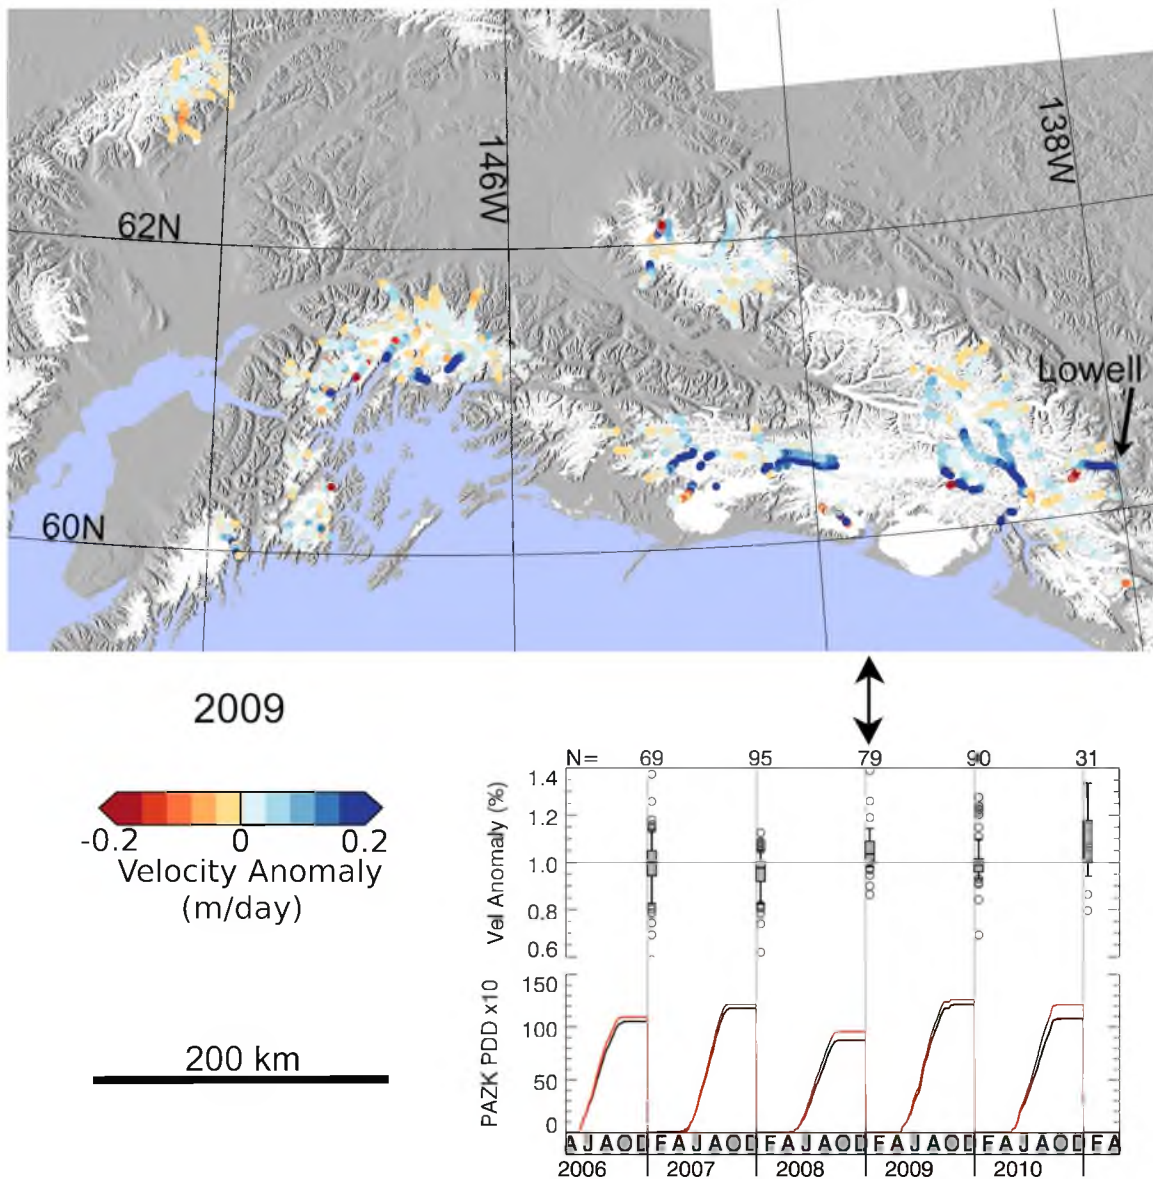 146W
138W
62N
Lowell
60N
2009
-0.2 0 0.2
Velocity Anomaly
(m/day)
200 km
N= 69 95 79 90 31
Vel Anomaly (%)
1.4
1.2
1.0
0.8
0.6
PAZK PDD x10
150
100
50
0
A J A O D F A J A O D F A J A O D F A J A O D F A J A O D F A
2006 2007 2008 2009 2010